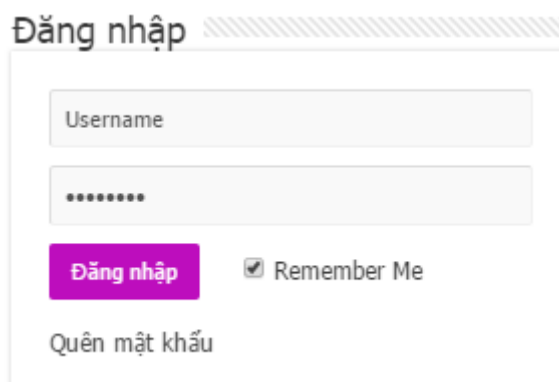 Đăng nhập
Username
••••••••
Đăng nhập Remember Me
Quên mật khẩu